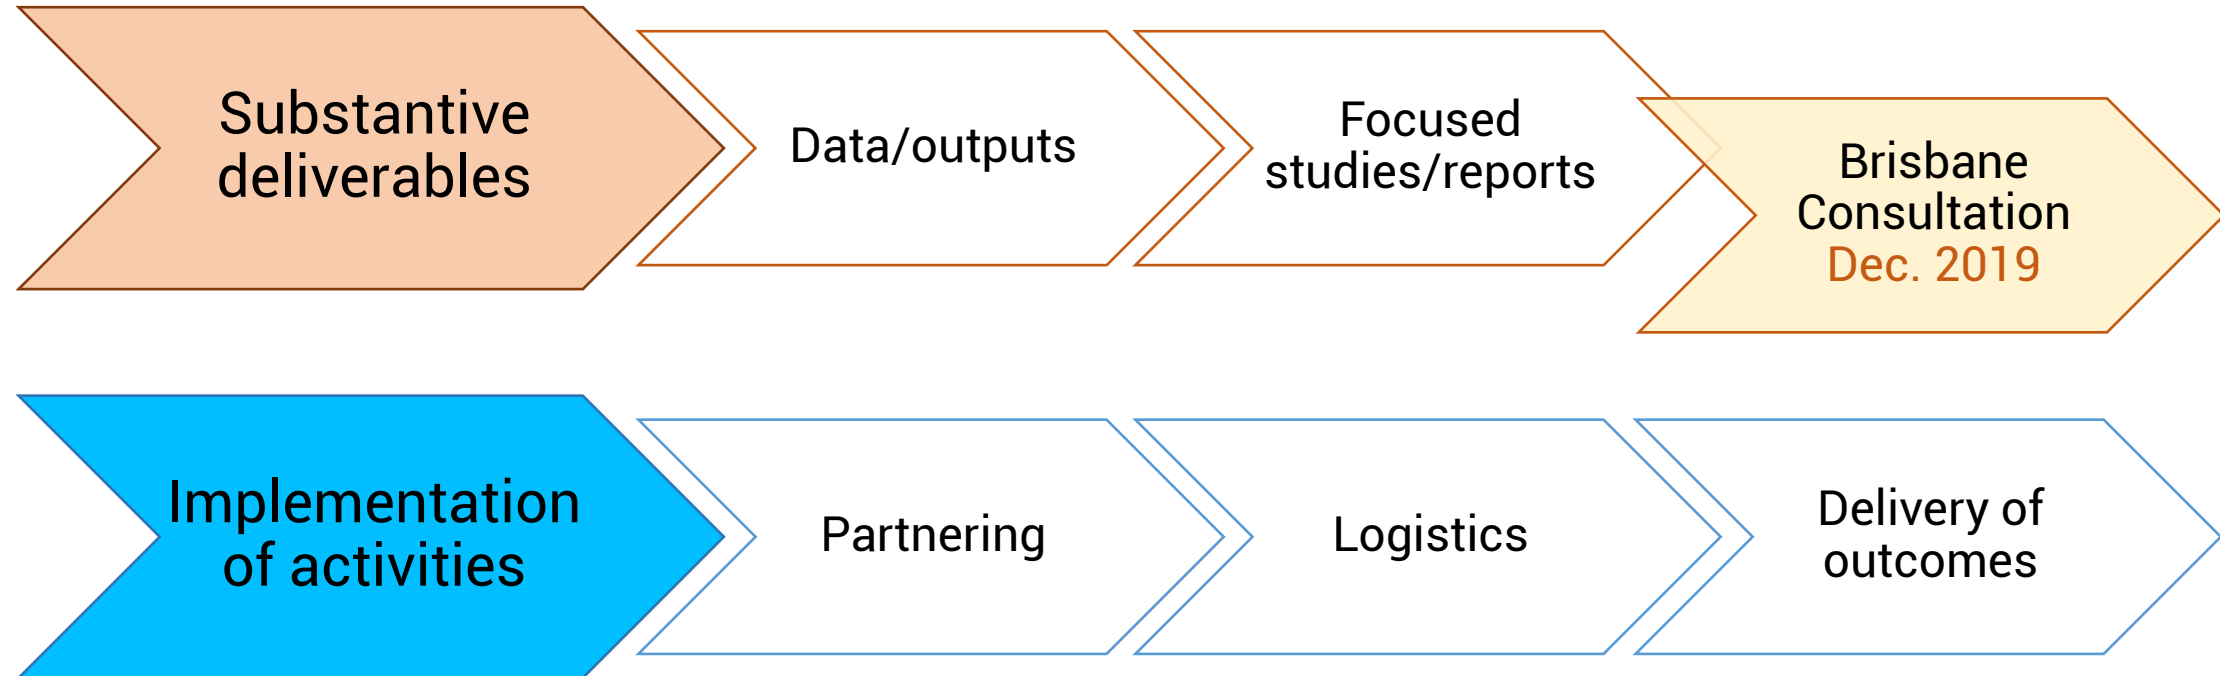 Substantive
deliverables
Data/outputs
Focused
studies/reports
Brisbane
Consultation
Dec. 2019
Implementation
of activities
Partnering
Logistics
Delivery of
outcomes